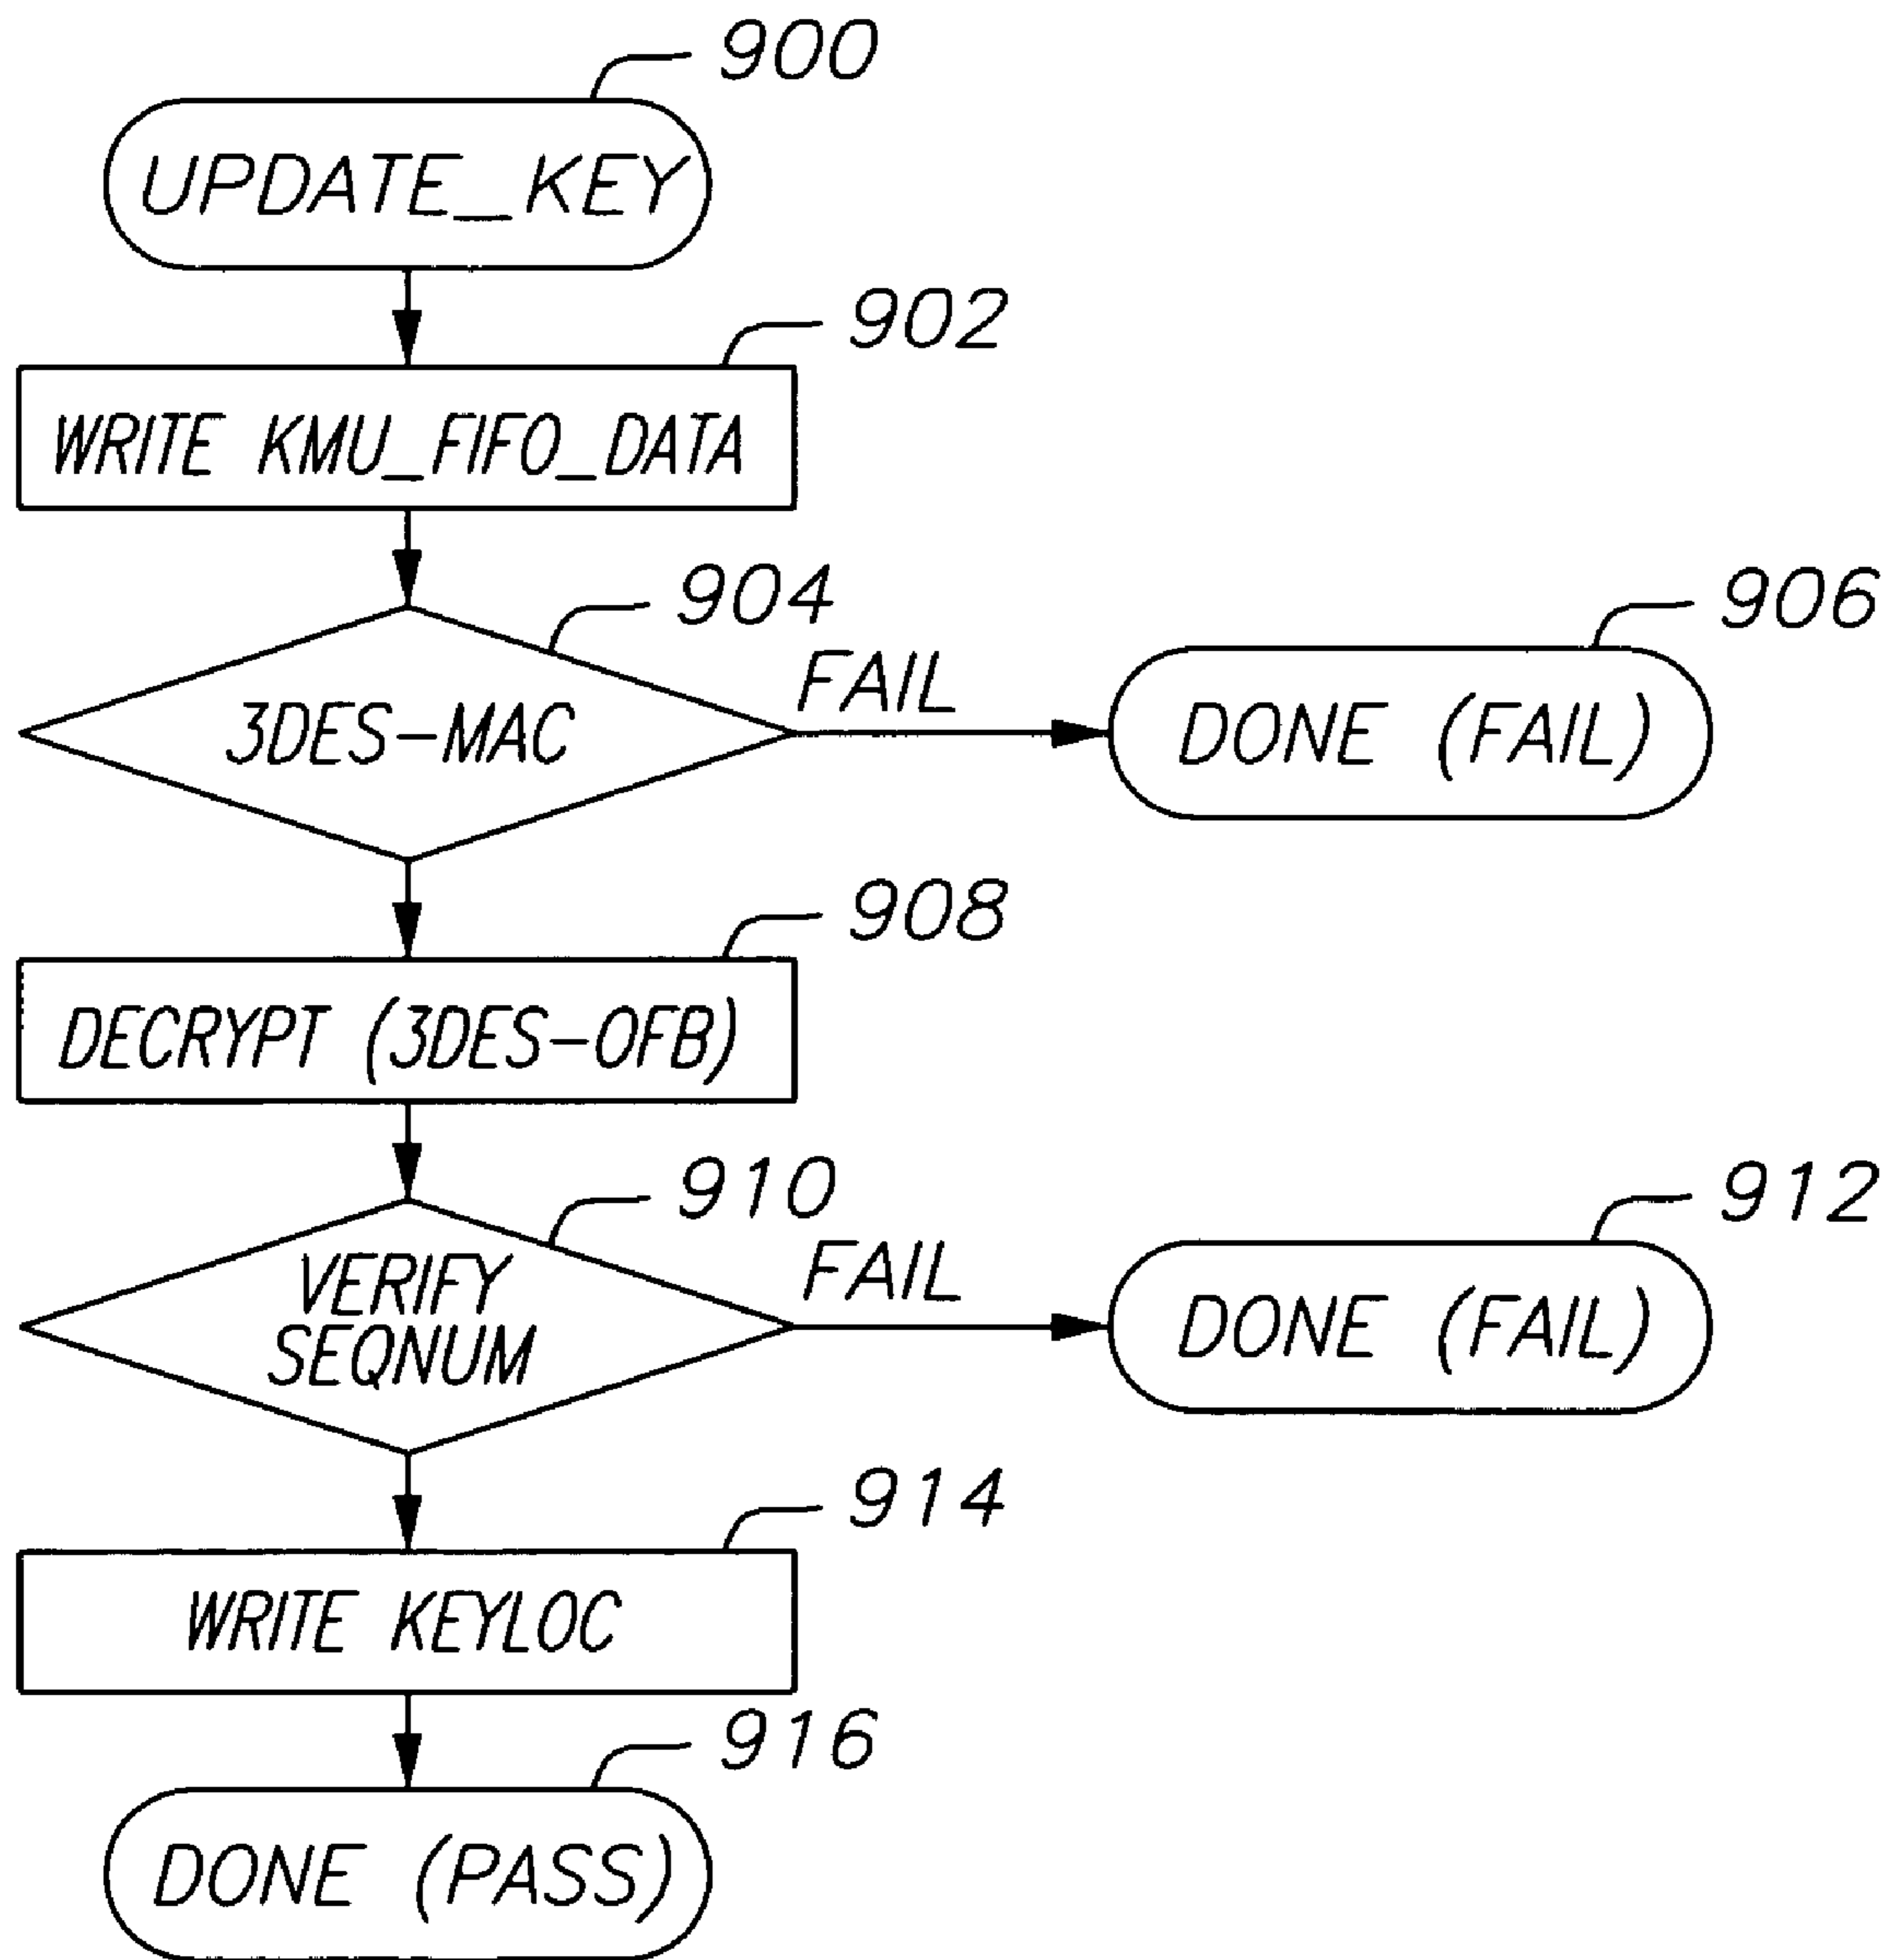 900
UPDATE_KEY
902
WRITE KMU_FIFO_DATA
904
906
FAIL
3DES-MAC
DONE (FAIL)
908
DECRYPT (3DES-OFB)
910
912
FAIL
VERIFY
SEQNUM
DONE (FAIL)
914
WRITE KEYLOC
916
DONE (PASS)